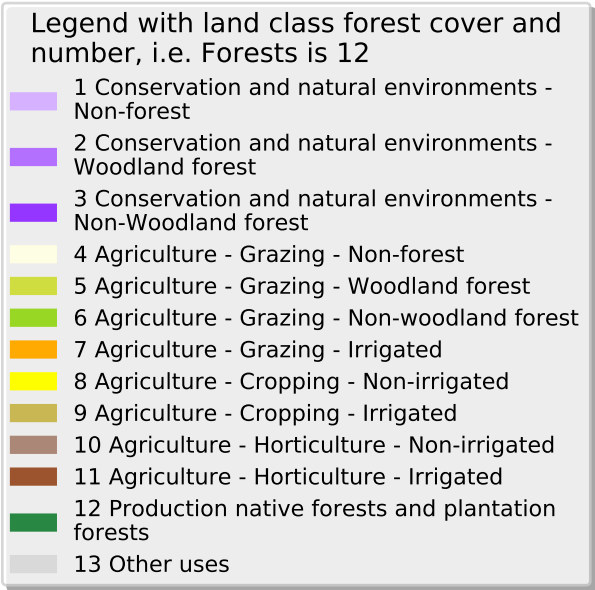 Legend with land class forest cover and
number, i.e. Forests is 12
1 Conservation and natural environments -
Non-forest
2 Conservation and natural environments -
Woodland forest
3 Conservation and natural environments -
Non-Woodland forest
4 Agriculture - Grazing - Non-forest
5 Agriculture - Grazing - Woodland forest
6 Agriculture - Grazing - Non-woodland forest
7 Agriculture - Grazing - Irrigated
8 Agriculture - Cropping - Non-irrigated
9 Agriculture - Cropping - Irrigated
10 Agriculture - Horticulture - Non-irrigated
11 Agriculture - Horticulture - Irrigated
12 Production native forests and plantation
forests
13 Other uses